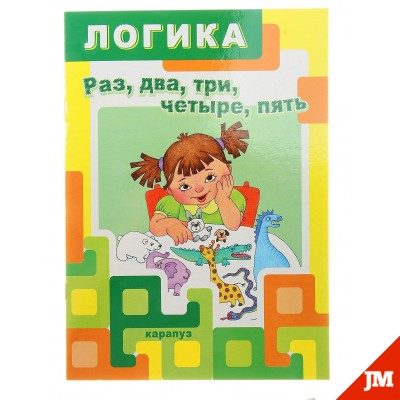 ЛОГИКА
Раз, два, три,
четыре, пять
карапуз
JM